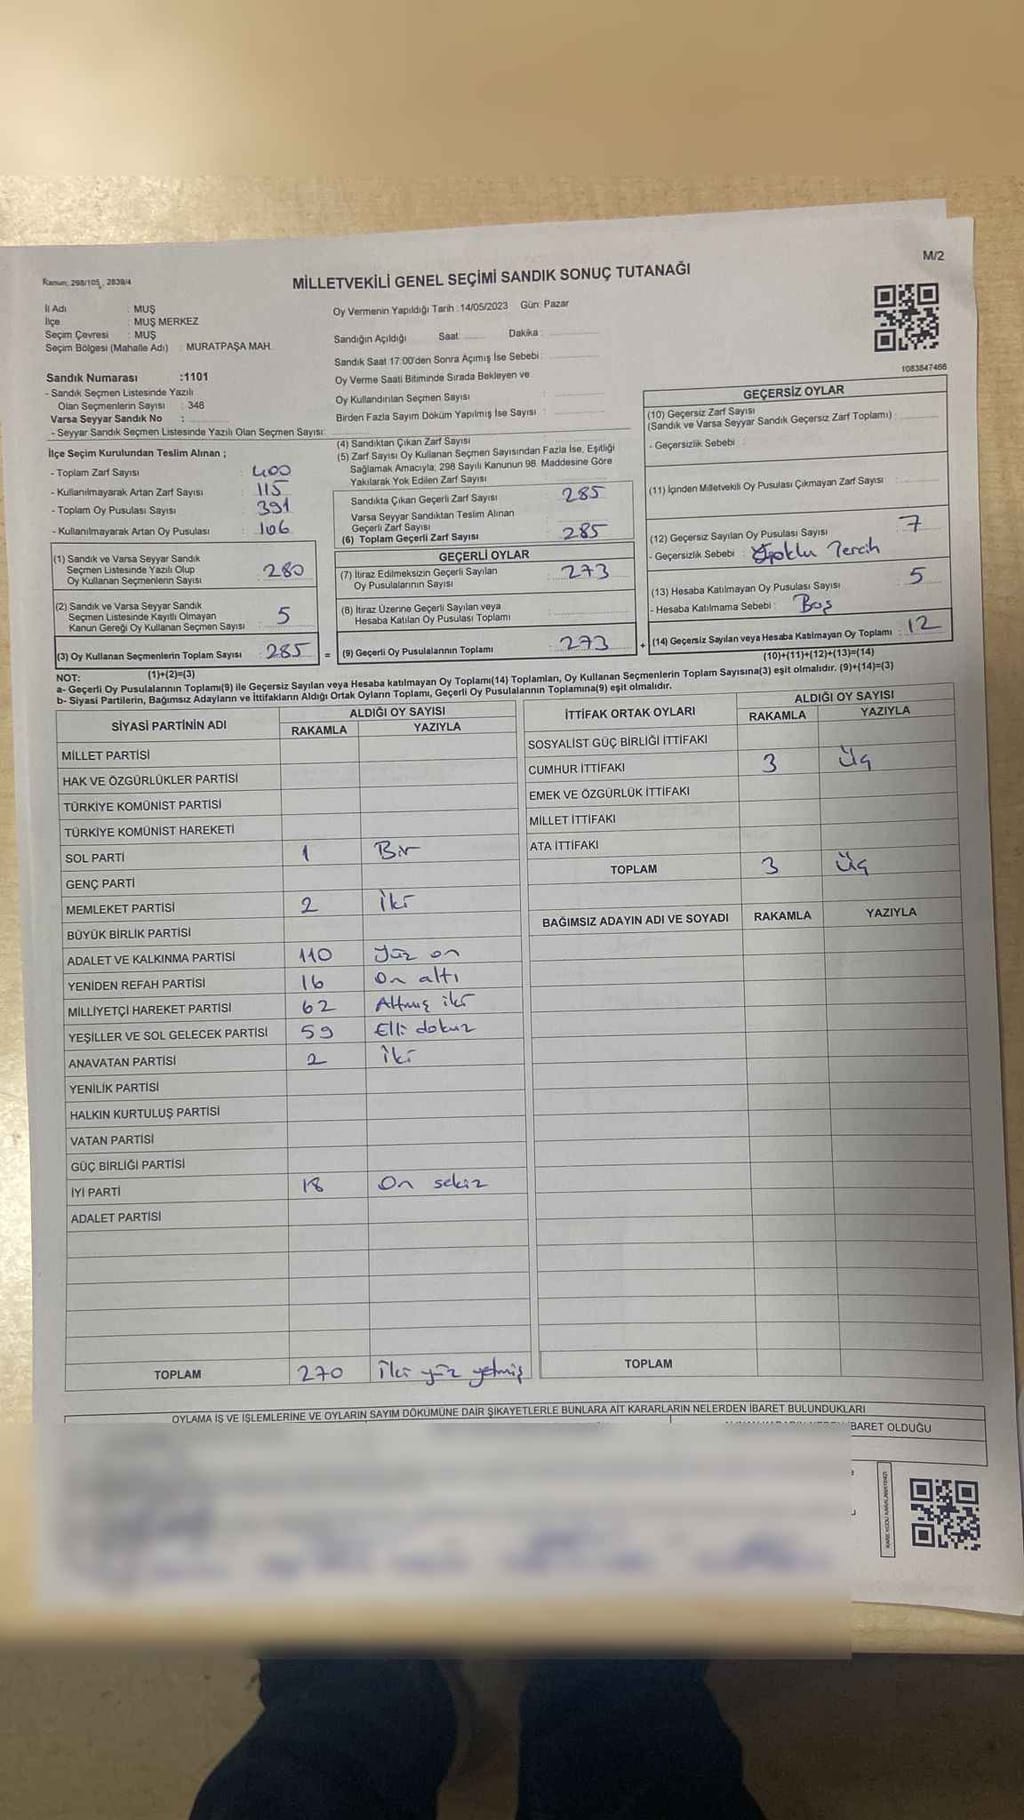 Kanun: 298/105, 2839/4
M/2
MİLLETVEKİLİ GENEL SEÇİMİ SANDIK SONUÇ TUTANAĞI
İl Adı : MUŞ
İlçe : MUŞ MERKEZ
Seçim Çevresi : MUŞ
Seçim Bölgesi (Mahalle Adı) : MURATPAŞA MAH.
Sandık Numarası :1101
- Sandık Seçmen Listesinde Yazılı
Olan Seçmenlerin Sayısı : 348
Varsa Seyyar Sandık No :
- Seyyar Sandık Seçmen Listesinde Yazılı Olan Seçmen Sayısı:
Oy Vermenin Yapıldığı Tarih : 14/05/2023 Gün: Pazar
Sandığın Açıldığı Saat: Dakika :
Sandık Saat 17:00'den Sonra Açımış İse Sebebi :
Oy Verme Saati Bitiminde Sırada Bekleyen ve
Oy Kullandırılan Seçmen Sayısı :
Birden Fazla Sayım Döküm Yapılmış İse Sayısı :
1083847466
İlçe Seçim Kurulundan Teslim Alınan ;
- Toplam Zarf Sayısı : 400
- Kullanılmayarak Artan Zarf Sayısı : 115
- Toplam Oy Pusulası Sayısı : 391
- Kullanılmayarak Artan Oy Pusulası : 106
(1) Sandık ve Varsa Seyyar Sandık
Seçmen Listesinde Yazılı Olup
Oy Kullanan Seçmenlerin Sayısı : 280
(2) Sandık ve Varsa Seyyar Sandık
Seçmen Listesinde Kayıtlı Olmayan
Kanun Gereği Oy Kullanan Seçmen Sayısı : 5
(3) Oy Kullanan Seçmenlerin Toplam Sayısı : 285
(1)+(2)=(3)
(4) Sandıktan Çıkan Zarf Sayısı
(5) Zarf Sayısı Oy Kullanan Seçmen Sayısından Fazla İse, Eşitliği
Sağlamak Amacıyla; 298 Sayılı Kanunun 98. Maddesine Göre
Yakılarak Yok Edilen Zarf Sayısı
Sandıkta Çıkan Geçerli Zarf Sayısı : 285
Varsa Seyyar Sandıktan Teslim Alınan
Geçerli Zarf Sayısı
(6) Toplam Geçerli Zarf Sayısı : 285
GEÇERLİ OYLAR
(7) İtiraz Edilmeksizin Geçerli Sayılan
Oy Pusulalarının Sayısı : 273
(8) İtiraz Üzerine Geçerli Sayılan veya
Hesaba Katılan Oy Pusulası Toplamı
= (9) Geçerli Oy Pusulalarının Toplamı : 273 +
GEÇERSİZ OYLAR
(10) Geçersiz Zarf Sayısı
(Sandık ve Varsa Seyyar Sandık Geçersiz Zarf Toplamı) :
- Geçersizlik Sebebi :
(11) İçinden Milletvekili Oy Pusulası Çıkmayan Zarf Sayısı :
(12) Geçersiz Sayılan Oy Pusulası Sayısı : 7
- Geçersizlik Sebebi : Tercih
(13) Hesaba Katılmayan Oy Pusulası Sayısı : 5
- Hesaba Katılmama Sebebi : Boş
(14) Geçersiz Sayılan veya Hesaba Katılmayan Oy Toplamı : 12
(10)+(11)+(12)+(13)=(14)
NOT:
a- Geçerli Oy Pusulalarının Toplamı(9) ile Geçersiz Sayılan veya Hesaba katılmayan Oy Toplamı(14) Toplamları, Oy Kullanan Seçmenlerin Toplam Sayısına(3) eşit olmalıdır. (9)+(14)=(3)
b- Siyasi Partilerin, Bağımsız Adayların ve İttifakların Aldığı Ortak Oyların Toplamı, Geçerli Oy Pusulalarının Toplamına(9) eşit olmalıdır.
SİYASİ PARTİNİN ADI ALDIĞI OY SAYISI
RAKAMLA YAZIYLA
MİLLET PARTİSİ
HAK VE ÖZGÜRLÜKLER PARTİSİ
TÜRKİYE KOMÜNİST PARTİSİ
TÜRKİYE KOMÜNİST HAREKETİ
SOL PARTİ 1 Bir
GENÇ PARTİ
MEMLEKET PARTİSİ 2 İki
BÜYÜK BİRLİK PARTİSİ
ADALET VE KALKINMA PARTİSİ 110 Yüz on
YENİDEN REFAH PARTİSİ 16 On altı
MİLLİYETÇİ HAREKET PARTİSİ 62 Altmış iki
YEŞİLLER VE SOL GELECEK PARTİSİ 59 Elli dokuz
ANAVATAN PARTİSİ 2 İki
YENİLİK PARTİSİ
HALKIN KURTULUŞ PARTİSİ
VATAN PARTİSİ
GÜÇ BİRLİĞİ PARTİSİ
İYİ PARTİ 18 On sekiz
ADALET PARTİSİ
TOPLAM 270 İki yüz yetmiş
İTTİFAK ORTAK OYLARI ALDIĞI OY SAYISI
RAKAMLA YAZIYLA
SOSYALİST GÜÇ BİRLİĞİ İTTİFAKI
CUMHUR İTTİFAKI 3 Üç
EMEK VE ÖZGÜRLÜK İTTİFAKI
MİLLET İTTİFAKI
ATA İTTİFAKI
TOPLAM 3 Üç
BAĞIMSIZ ADAYIN ADI VE SOYADI RAKAMLA YAZIYLA
TOPLAM
OYLAMA İŞ VE İŞLEMLERİNE VE OYLARIN SAYIM DÖKÜMÜNE DAİR ŞİKAYETLERLE BUNLARA AİT KARARLARIN NELERDEN İBARET BULUNDUKLARI
İBARET OLDUĞU